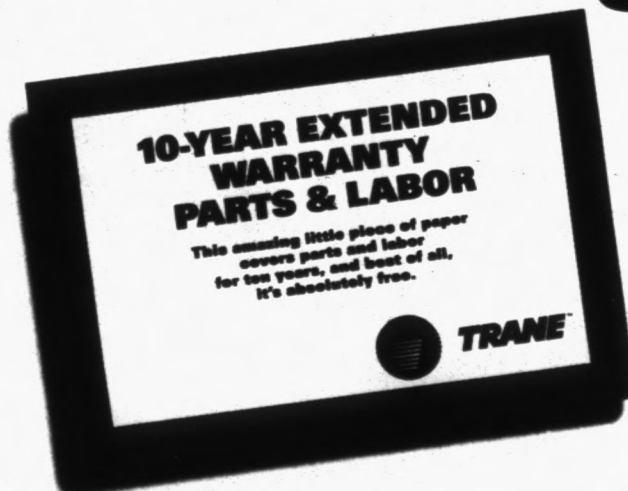 10-YEAR EXTENDED
WARRANTY
PARTS & LABOR
This amazing little piece of paper
covers parts and labor
for ten years, and best of all,
it's absolutely free.
TRANE™